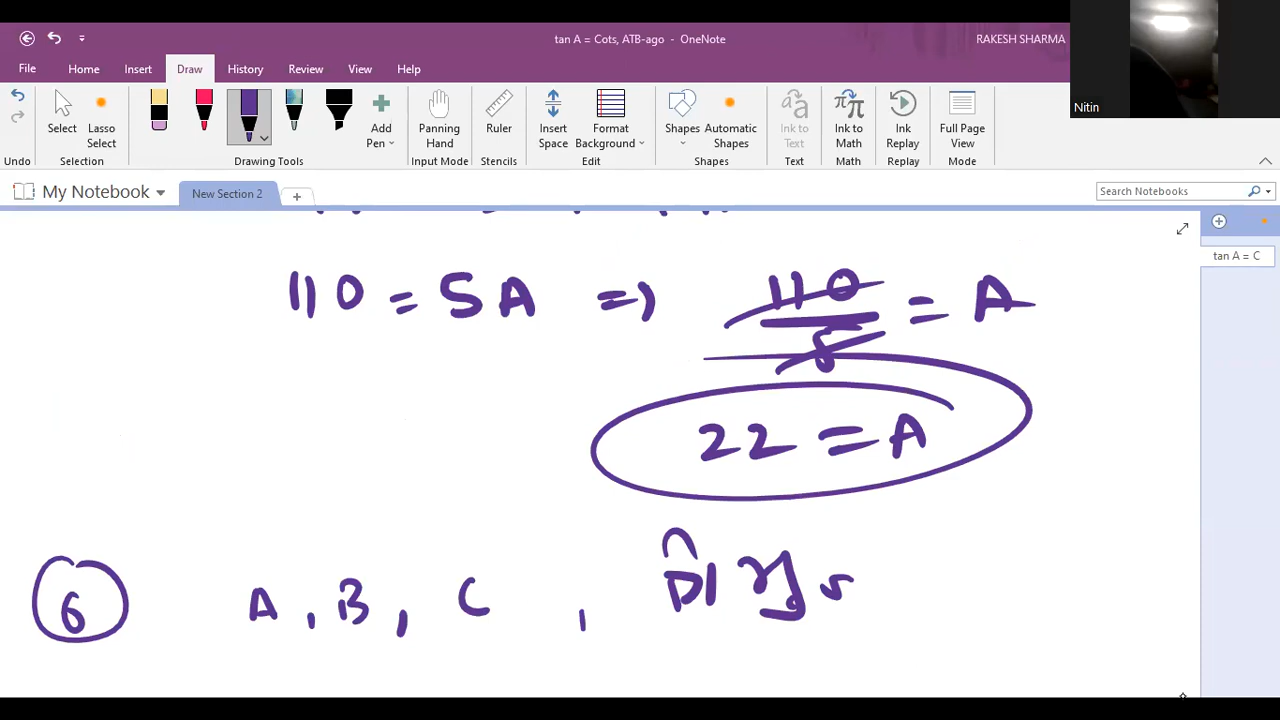 tan A = Cots, ATB-ago - OneNote
RAKESH SHARMA
File Home Insert Draw History Review View Help
Nitin
Select
Lasso Select
Add Pen
Panning Hand
Ruler
Insert Space
Format Background
Shapes
Automatic Shapes
Ink to Text
Ink to Math
Ink Replay
Full Page View
Undo Selection Drawing Tools Input Mode Stencils Edit Shapes Text Math Replay Mode
My Notebook
New Section 2
Search Notebooks
tan A = C
110 = 5A => 110/5 = A
22 = A
6 A, B, C,